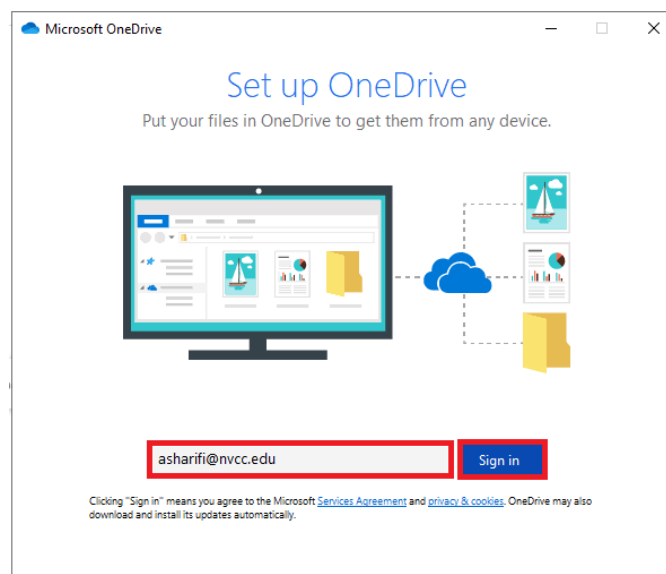 Microsoft OneDrive
Set up OneDrive
Put your files in OneDrive to get them from any device.
asharifi@nvcc.edu
Sign in
Clicking "Sign in" means you agree to the Microsoft Services Agreement and privacy & cookies. OneDrive may also
download and install its updates automatically.